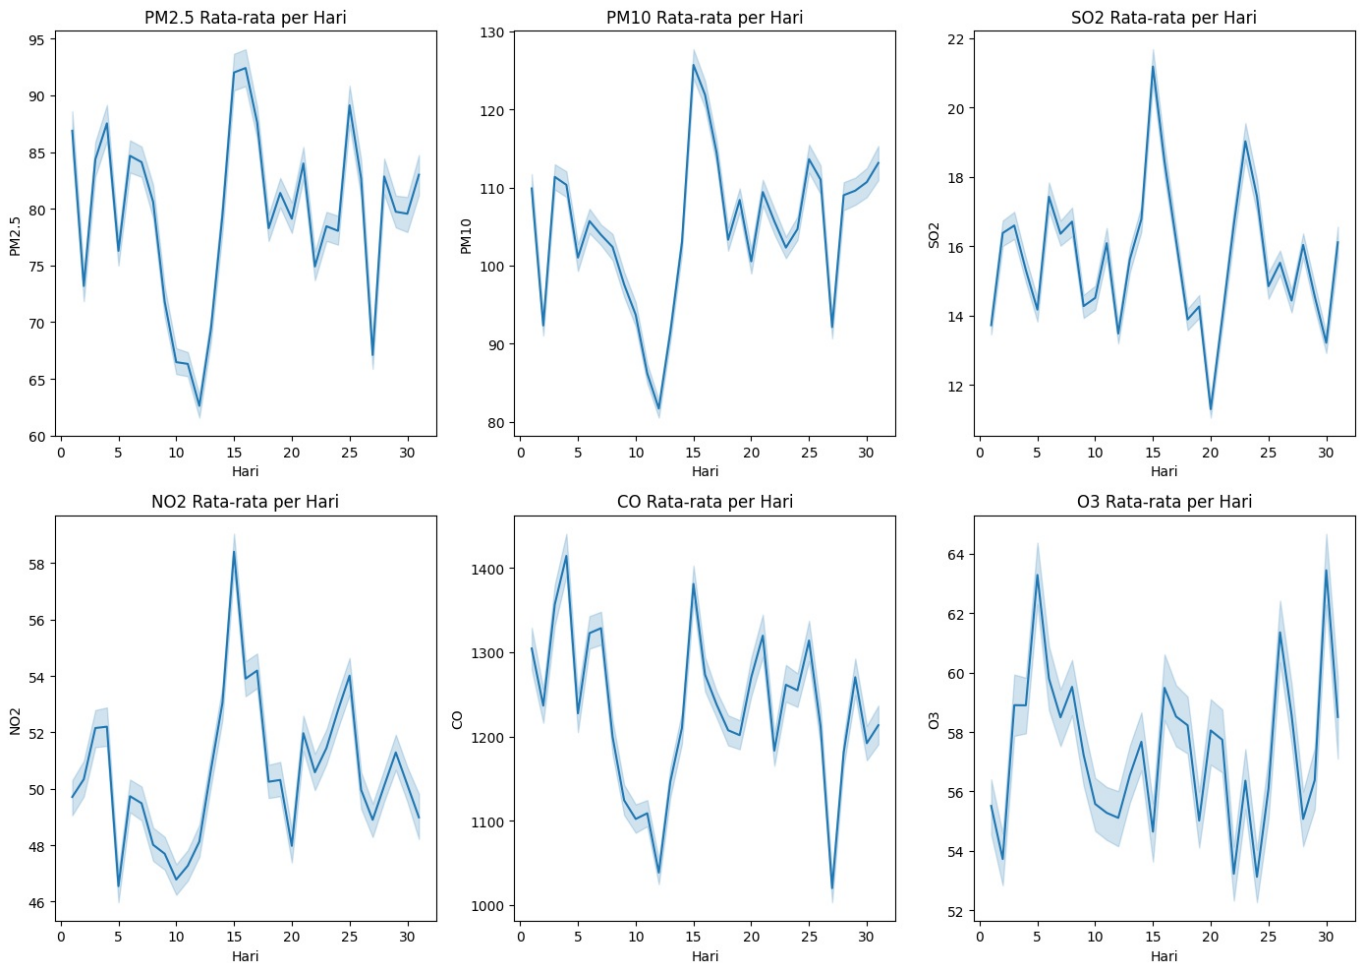 PM2.5 Rata-rata per Hari
95
90
85
80
75
70
65
60
PM2.5
0 5 10 15 20 25 30
Hari
PM10 Rata-rata per Hari
130
120
110
100
90
80
PM10
0 5 10 15 20 25 30
Hari
SO2 Rata-rata per Hari
22
20
18
16
14
12
SO2
0 5 10 15 20 25 30
Hari
NO2 Rata-rata per Hari
58
56
54
52
50
48
46
NO2
0 5 10 15 20 25 30
Hari
CO Rata-rata per Hari
1400
1300
1200
1100
1000
CO
0 5 10 15 20 25 30
Hari
O3 Rata-rata per Hari
64
62
60
58
56
54
52
O3
0 5 10 15 20 25 30
Hari